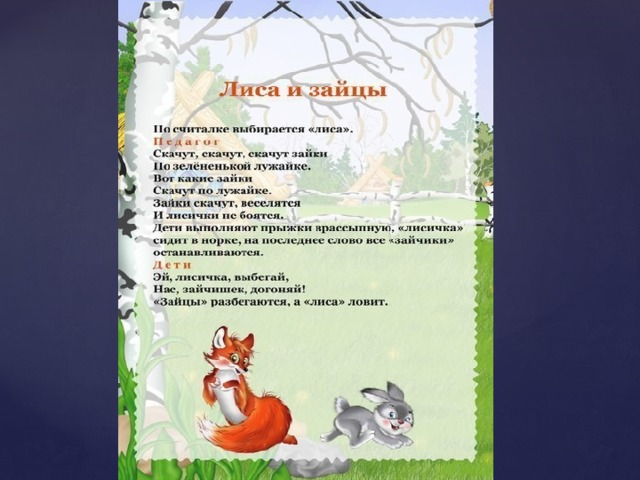 Лиса и зайцы
По считалке выбирается «лиса».
Педагог
Скачут, скачут, скачут зайки
По зелёненькой лужайке.
Вот какие зайки
Скачут по лужайке.
Зайки скачут, веселятся
И лисички не боятся.
Дети выполняют прыжки врассыпную, «лисичка»
сидит в норке, на последнее слово все «зайчики»
останавливаются.
Дети
Эй, лисичка, выбегай,
Нас, зайчишек, догоняй!
«Зайцы» разбегаются, а «лиса» ловит.